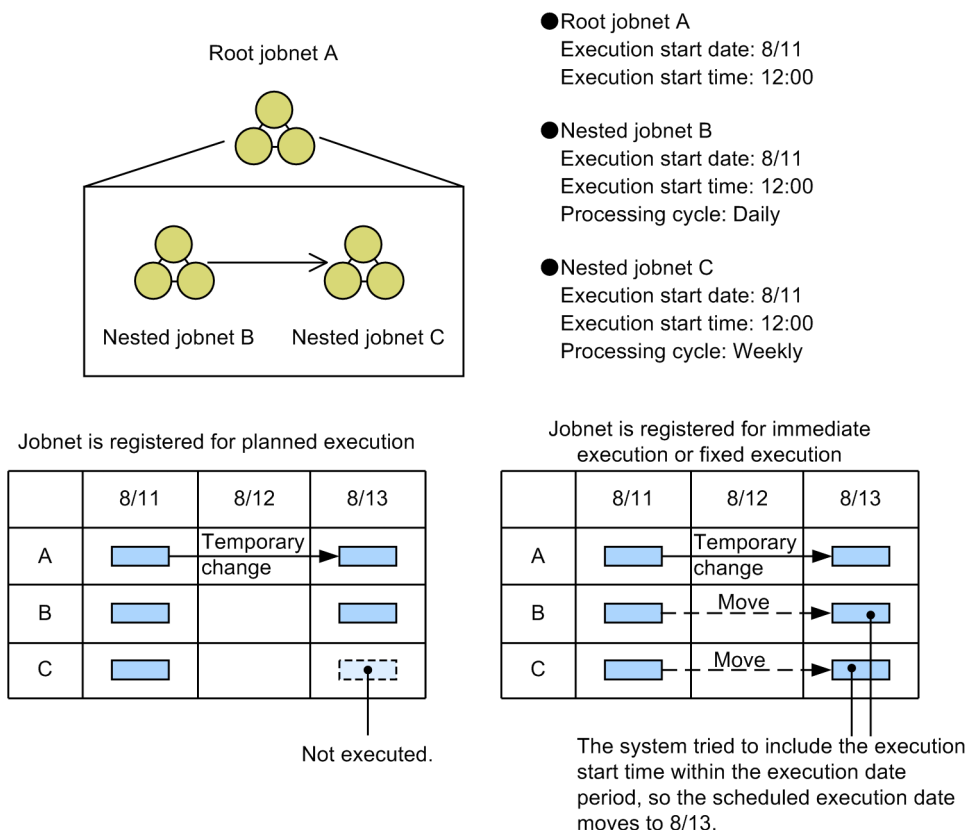 Root jobnet A
Nested jobnet B
Nested jobnet C
●Root jobnet A
Execution start date: 8/11
Execution start time: 12:00
●Nested jobnet B
Execution start date: 8/11
Execution start time: 12:00
Processing cycle: Daily
●Nested jobnet C
Execution start date: 8/11
Execution start time: 12:00
Processing cycle: Weekly
Jobnet is registered for planned execution
8/11 8/12 8/13
A Temporary
change
B
C
Not executed.
Jobnet is registered for immediate
execution or fixed execution
8/11 8/12 8/13
A Temporary
change
B Move
C Move
The system tried to include the execution
start time within the execution date
period, so the scheduled execution date
moves to 8/13.